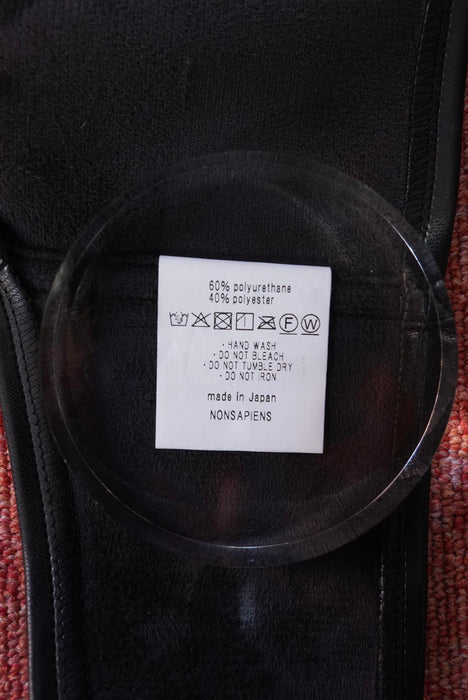 60% polyurethane
40% polyester
F W
· HAND WASH
· DO NOT BLEACH
· DO NOT TUMBLE DRY
· DO NOT IRON
made in Japan
NONSAPIENS